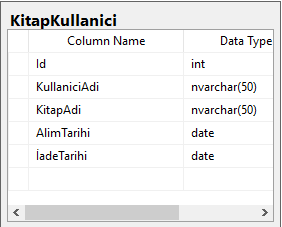 KitapKullanici
Column Name Data Type
Id int
KullaniciAdi nvarchar(50)
KitapAdi nvarchar(50)
AlimTarihi date
İadeTarihi date